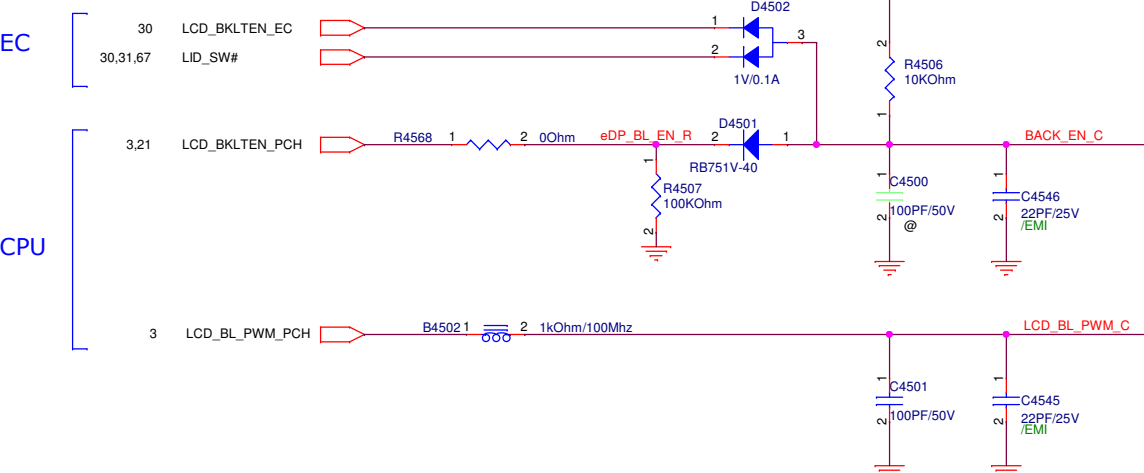 D4502
EC
30 LCD_BKLTEN_EC 1
3
30,31,67 LID_SW# 2
1V/0.1A
2
R4506
10KOhm
1
3,21 LCD_BKLTEN_PCH R4568 1 2 0Ohm eDP_BL_EN_R 2 D4501 1 BACK_EN_C
RB751V-40
1
R4507
100KOhm
2
1
C4500
100PF/50V
2
@
1
C4546
22PF/25V
2
/EMI
CPU
3 LCD_BL_PWM_PCH B4502 1 2 1kOhm/100Mhz LCD_BL_PWM_C
1
C4501
100PF/50V
2
1
C4545
22PF/25V
2
/EMI